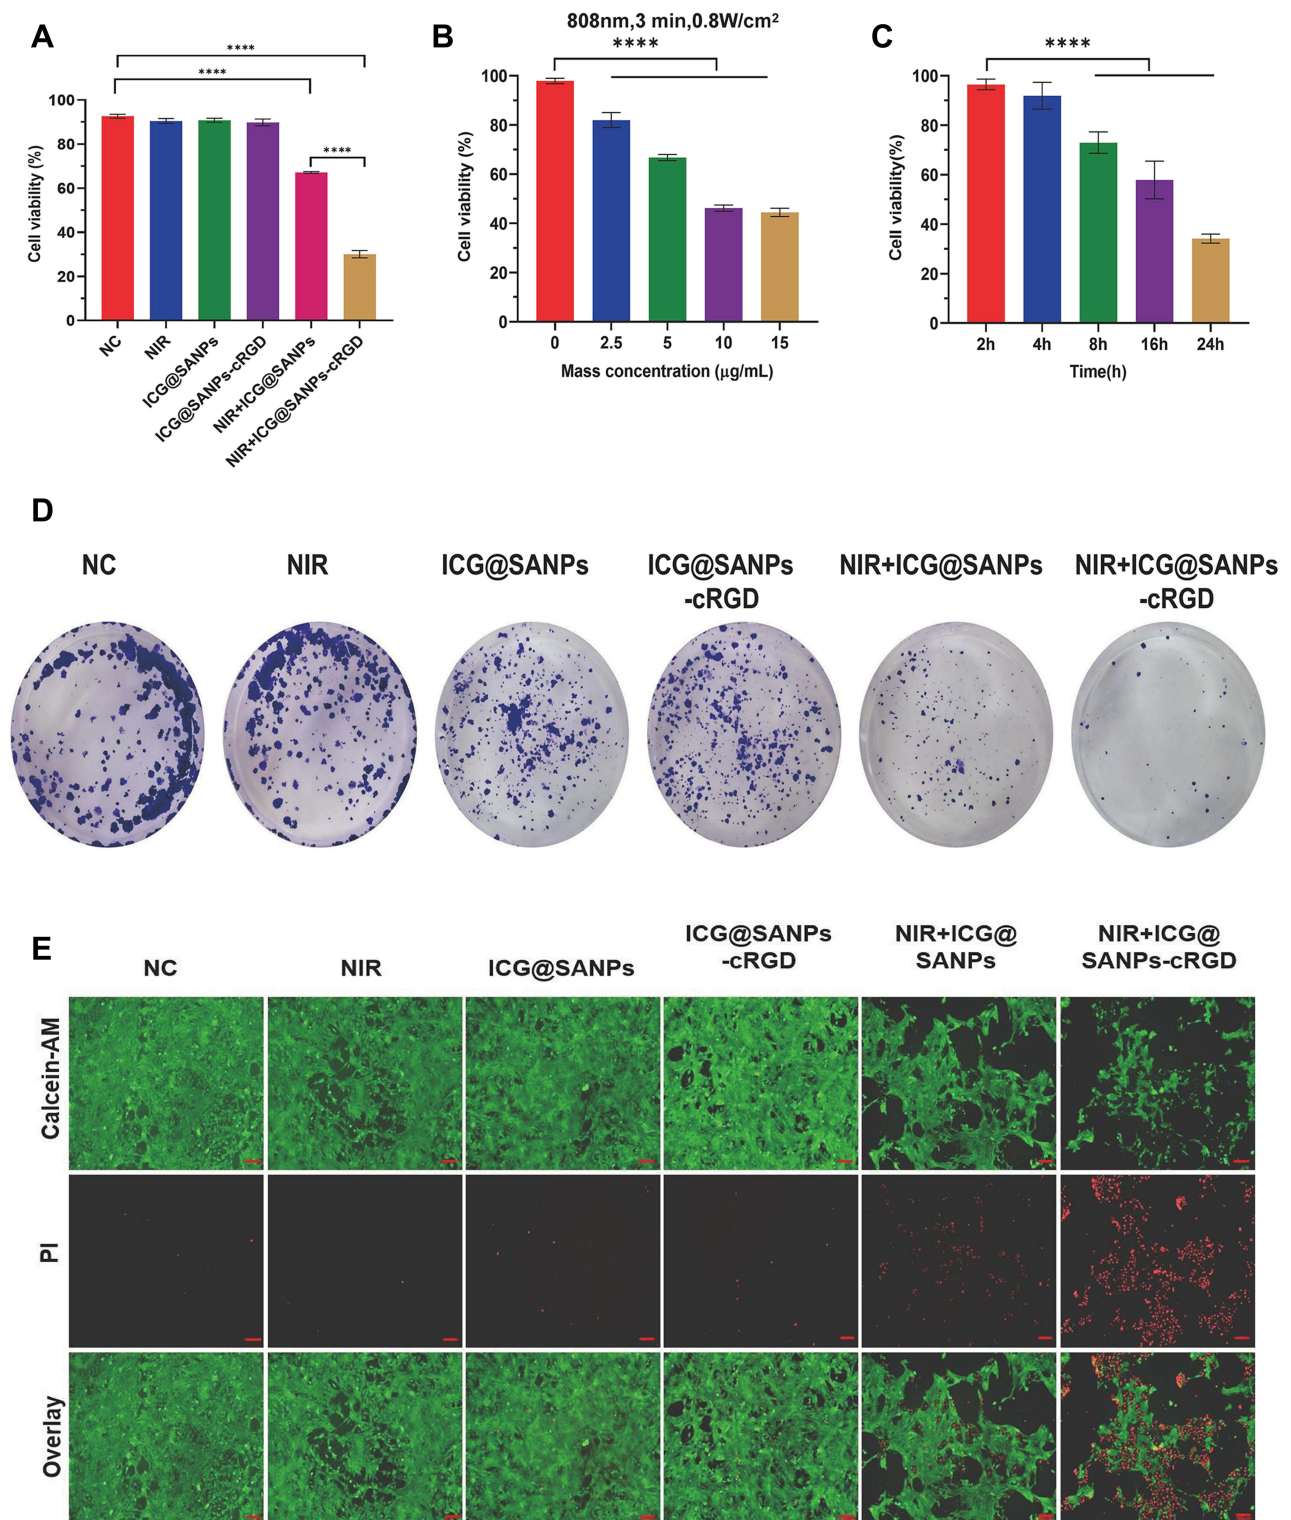 A
****
****
****
Cell viability (%)
100
80
60
40
20
0
NC
NIR
ICG@SANPs
ICG@SANPs-cRGD
NIR+ICG@SANPs
NIR+ICG@SANPs-cRGD
B
808nm,3 min,0.8W/cm²
****
Cell viability (%)
100
80
60
40
20
0
0 2.5 5 10 15
Mass concentration (μg/mL)
C
****
Cell viability(%)
100
80
60
40
20
0
2h 4h 8h 16h 24h
Time(h)
D
NC
NIR
ICG@SANPs
ICG@SANPs
-cRGD
NIR+ICG@SANPs
NIR+ICG@SANPs
-cRGD
E
NC
NIR
ICG@SANPs
ICG@SANPs
-cRGD
NIR+ICG@
SANPs
NIR+ICG@
SANPs-cRGD
Calcein-AM
PI
Overlay